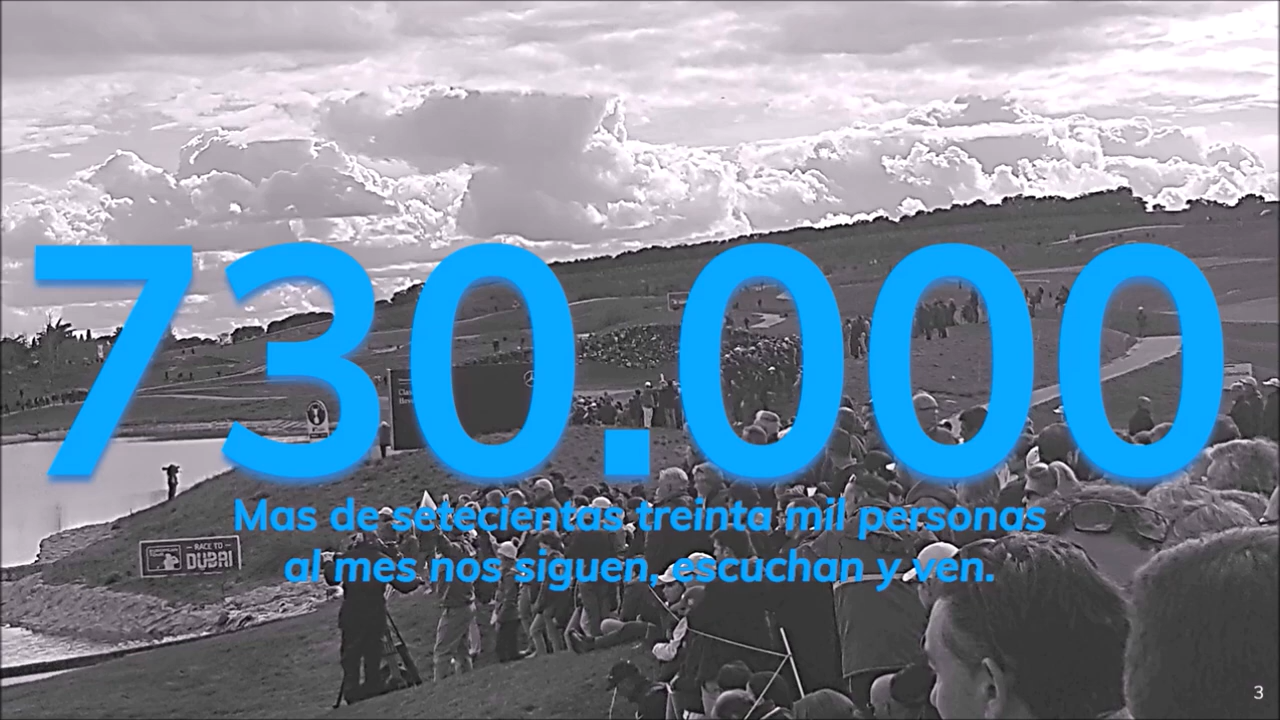 730.000
Mas de setecientas treinta mil personas
al mes nos siguen, escuchan y ven.
RACE TO
DUBAI
3